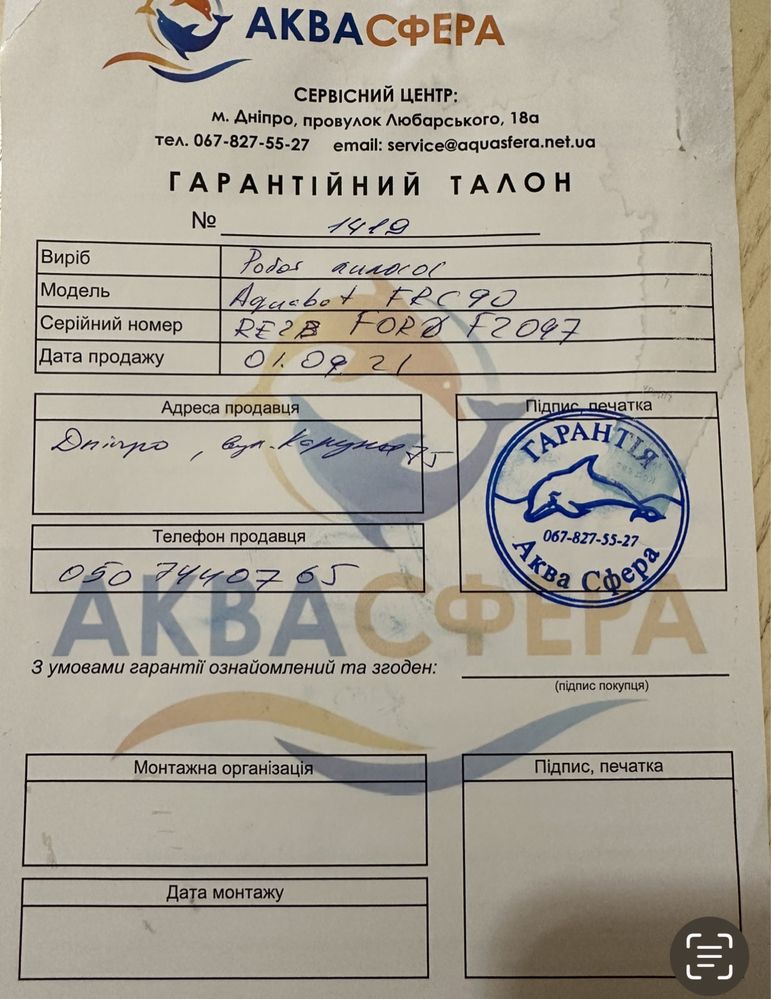 АКВАСФЕРА
СЕРВІСНИЙ ЦЕНТР:
м. Дніпро, провулок Любарського, 18а
тел. 067-827-55-27 email: service@aquasfera.net.ua
ГАРАНТІЙНИЙ ТАЛОН
№ 1419
Виріб Робот пилосос
Модель Aquabot FRC90
Серійний номер FORD F2097
Дата продажу 01.09.21
Адреса продавця
Дніпро, вул. 75
Підпис, печатка
ГАРАНТІЯ
067-827-55-27
Аква Сфера
Телефон продавця
050 7440765
АКВАСФЕРА
З умовами гарантії ознайомлений та згоден:
(підпис покупця)
Монтажна організація
Підпис, печатка
Дата монтажу